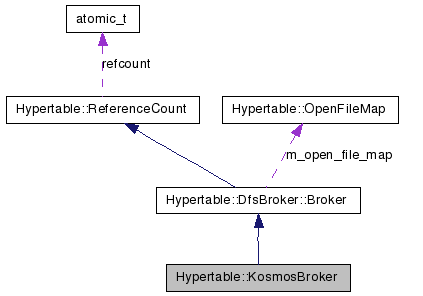 atomic_t
refcount
Hypertable::ReferenceCount
Hypertable::OpenFileMap
m_open_file_map
Hypertable::DfsBroker::Broker
Hypertable::KosmosBroker